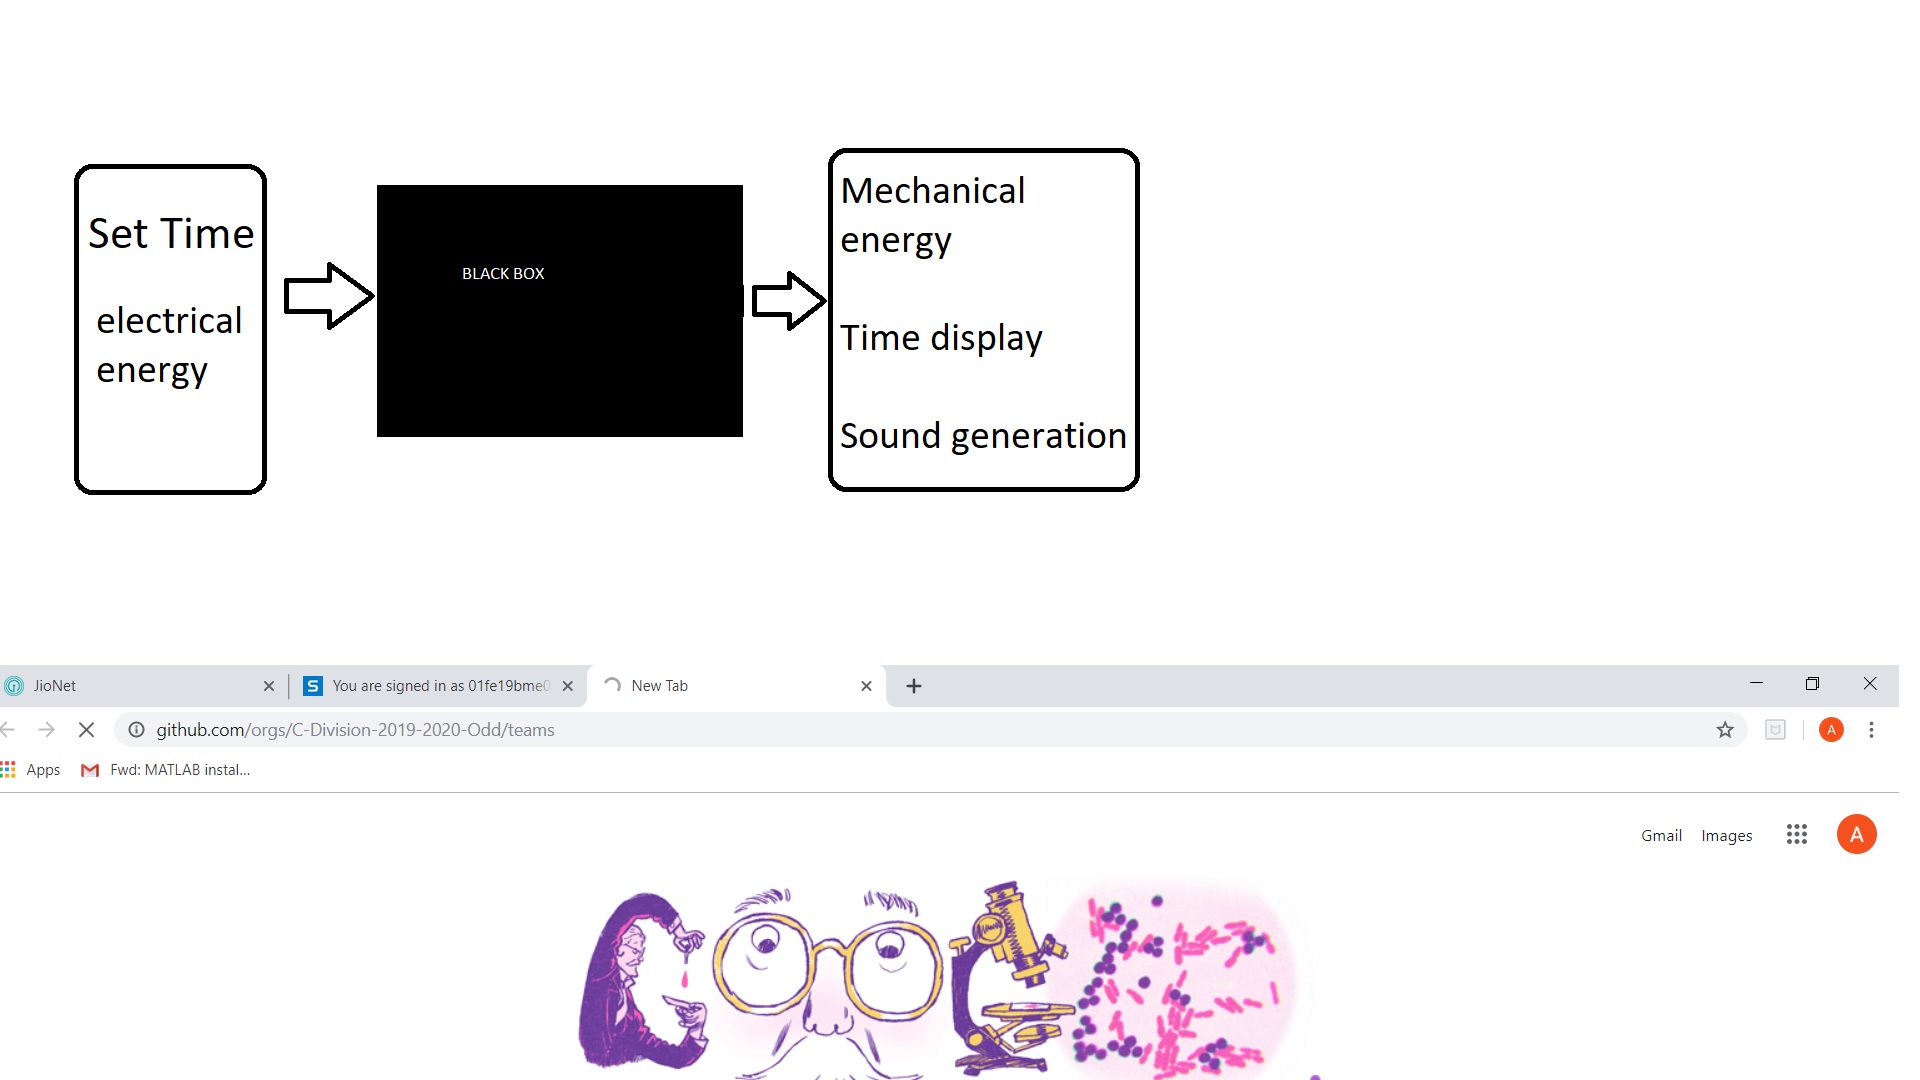 Set Time
electrical
energy
BLACK BOX
Mechanical
energy
Time display
Sound generation
JioNet
You are signed in as 01fe19bme0
New Tab
github.com/orgs/C-Division-2019-2020-Odd/teams
A
Apps
Fwd: MATLAB instal...
Gmail
Images
A